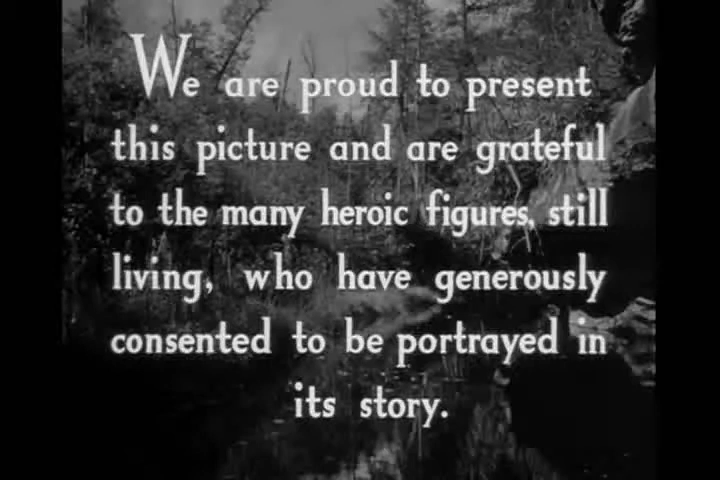 We are proud to present
this picture and are grateful
to the many heroic figures, still
living, who have generously
consented to be portrayed in
its story.